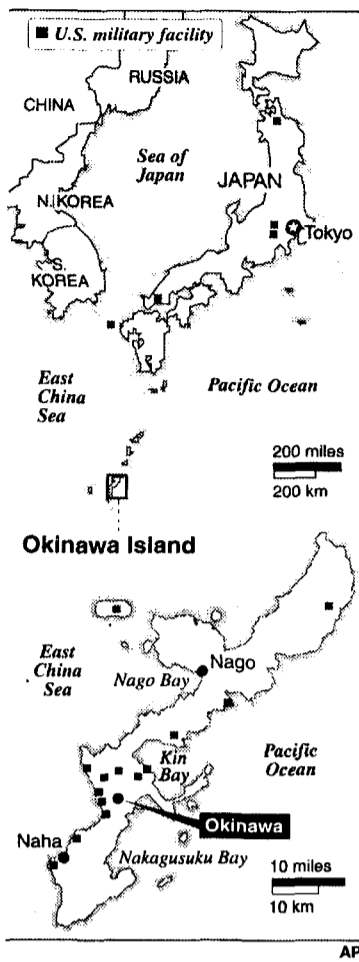 U.S. military facility
RUSSIA
CHINA
Sea of
Japan
JAPAN
N. KOREA
Tokyo
S.
KOREA
East
China
Sea
Pacific Ocean
200 miles
200 km
Okinawa Island
East
China
Sea
Nago
Nago Bay
Kin
Bay
Pacific
Ocean
Okinawa
Naha
Nakagusuku Bay
10 miles
10 km
AP